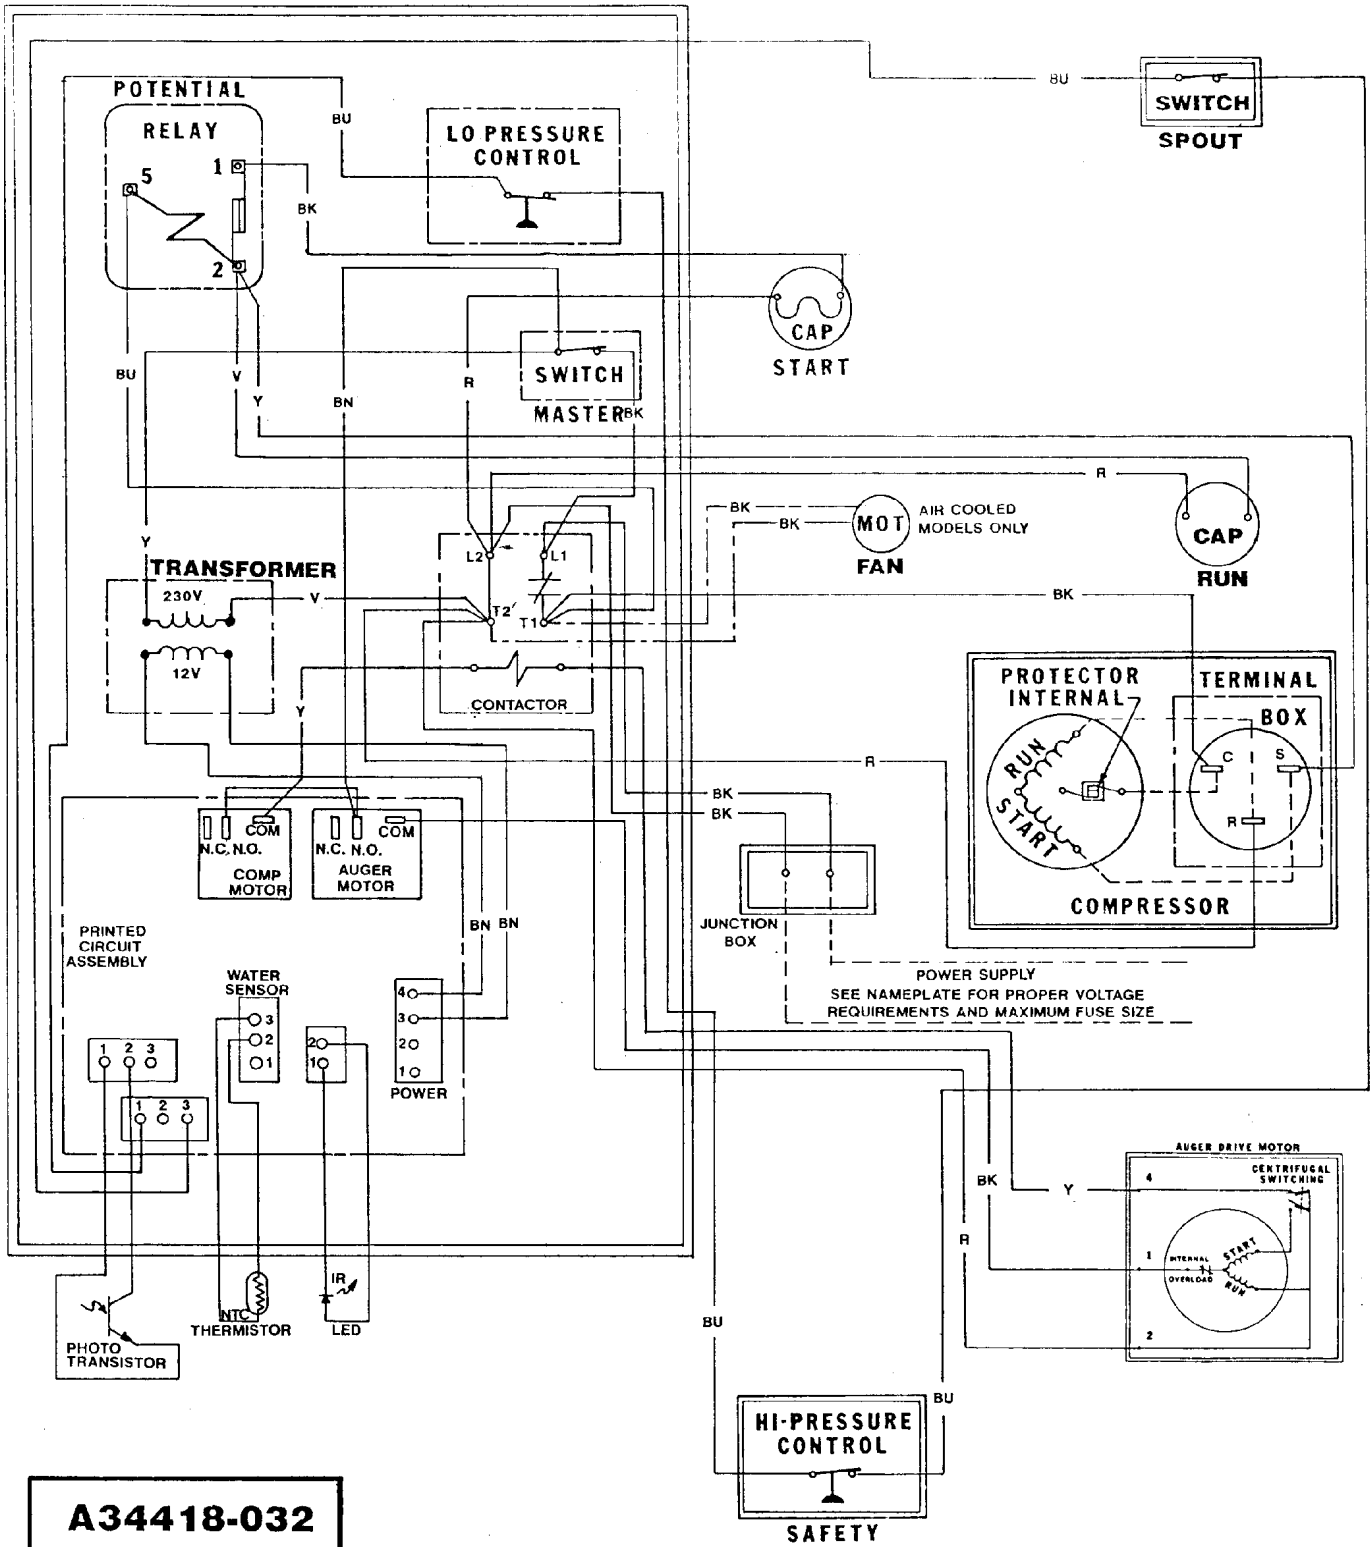 POTENTIAL
RELAY
1
5
2
BU
BK
LO PRESSURE
CONTROL
BU
SWITCH
SPOUT
CAP
START
SWITCH
MASTER
BK
BU
V
Y
BN
R
R
CAP
RUN
BK
BK
MOT
FAN
AIR COOLED
MODELS ONLY
Y
TRANSFORMER
230V
12V
V
L2
L1
T2
T1
CONTACTOR
BK
Y
PROTECTOR
INTERNAL
TERMINAL
BOX
RUN
START
C
S
R
COMPRESSOR
R
BK
BK
JUNCTION
BOX
POWER SUPPLY
SEE NAMEPLATE FOR PROPER VOLTAGE
REQUIREMENTS AND MAXIMUM FUSE SIZE
COM
N.C. N.O.
COMP
MOTOR
COM
N.C. N.O.
AUGER
MOTOR
BN
BN
PRINTED
CIRCUIT
ASSEMBLY
WATER
SENSOR
3
2
1
2
1
4
3
2
1
POWER
1 2 3
1 2 3
PHOTO
TRANSISTOR
NTC
THERMISTOR
IR
LED
BK
Y
R
BU
BU
AUGER DRIVE MOTOR
CENTRIFUGAL
SWITCHING
4
1
2
INTERNAL
OVERLOAD
START
RUN
HI-PRESSURE
CONTROL
SAFETY
A34418-032